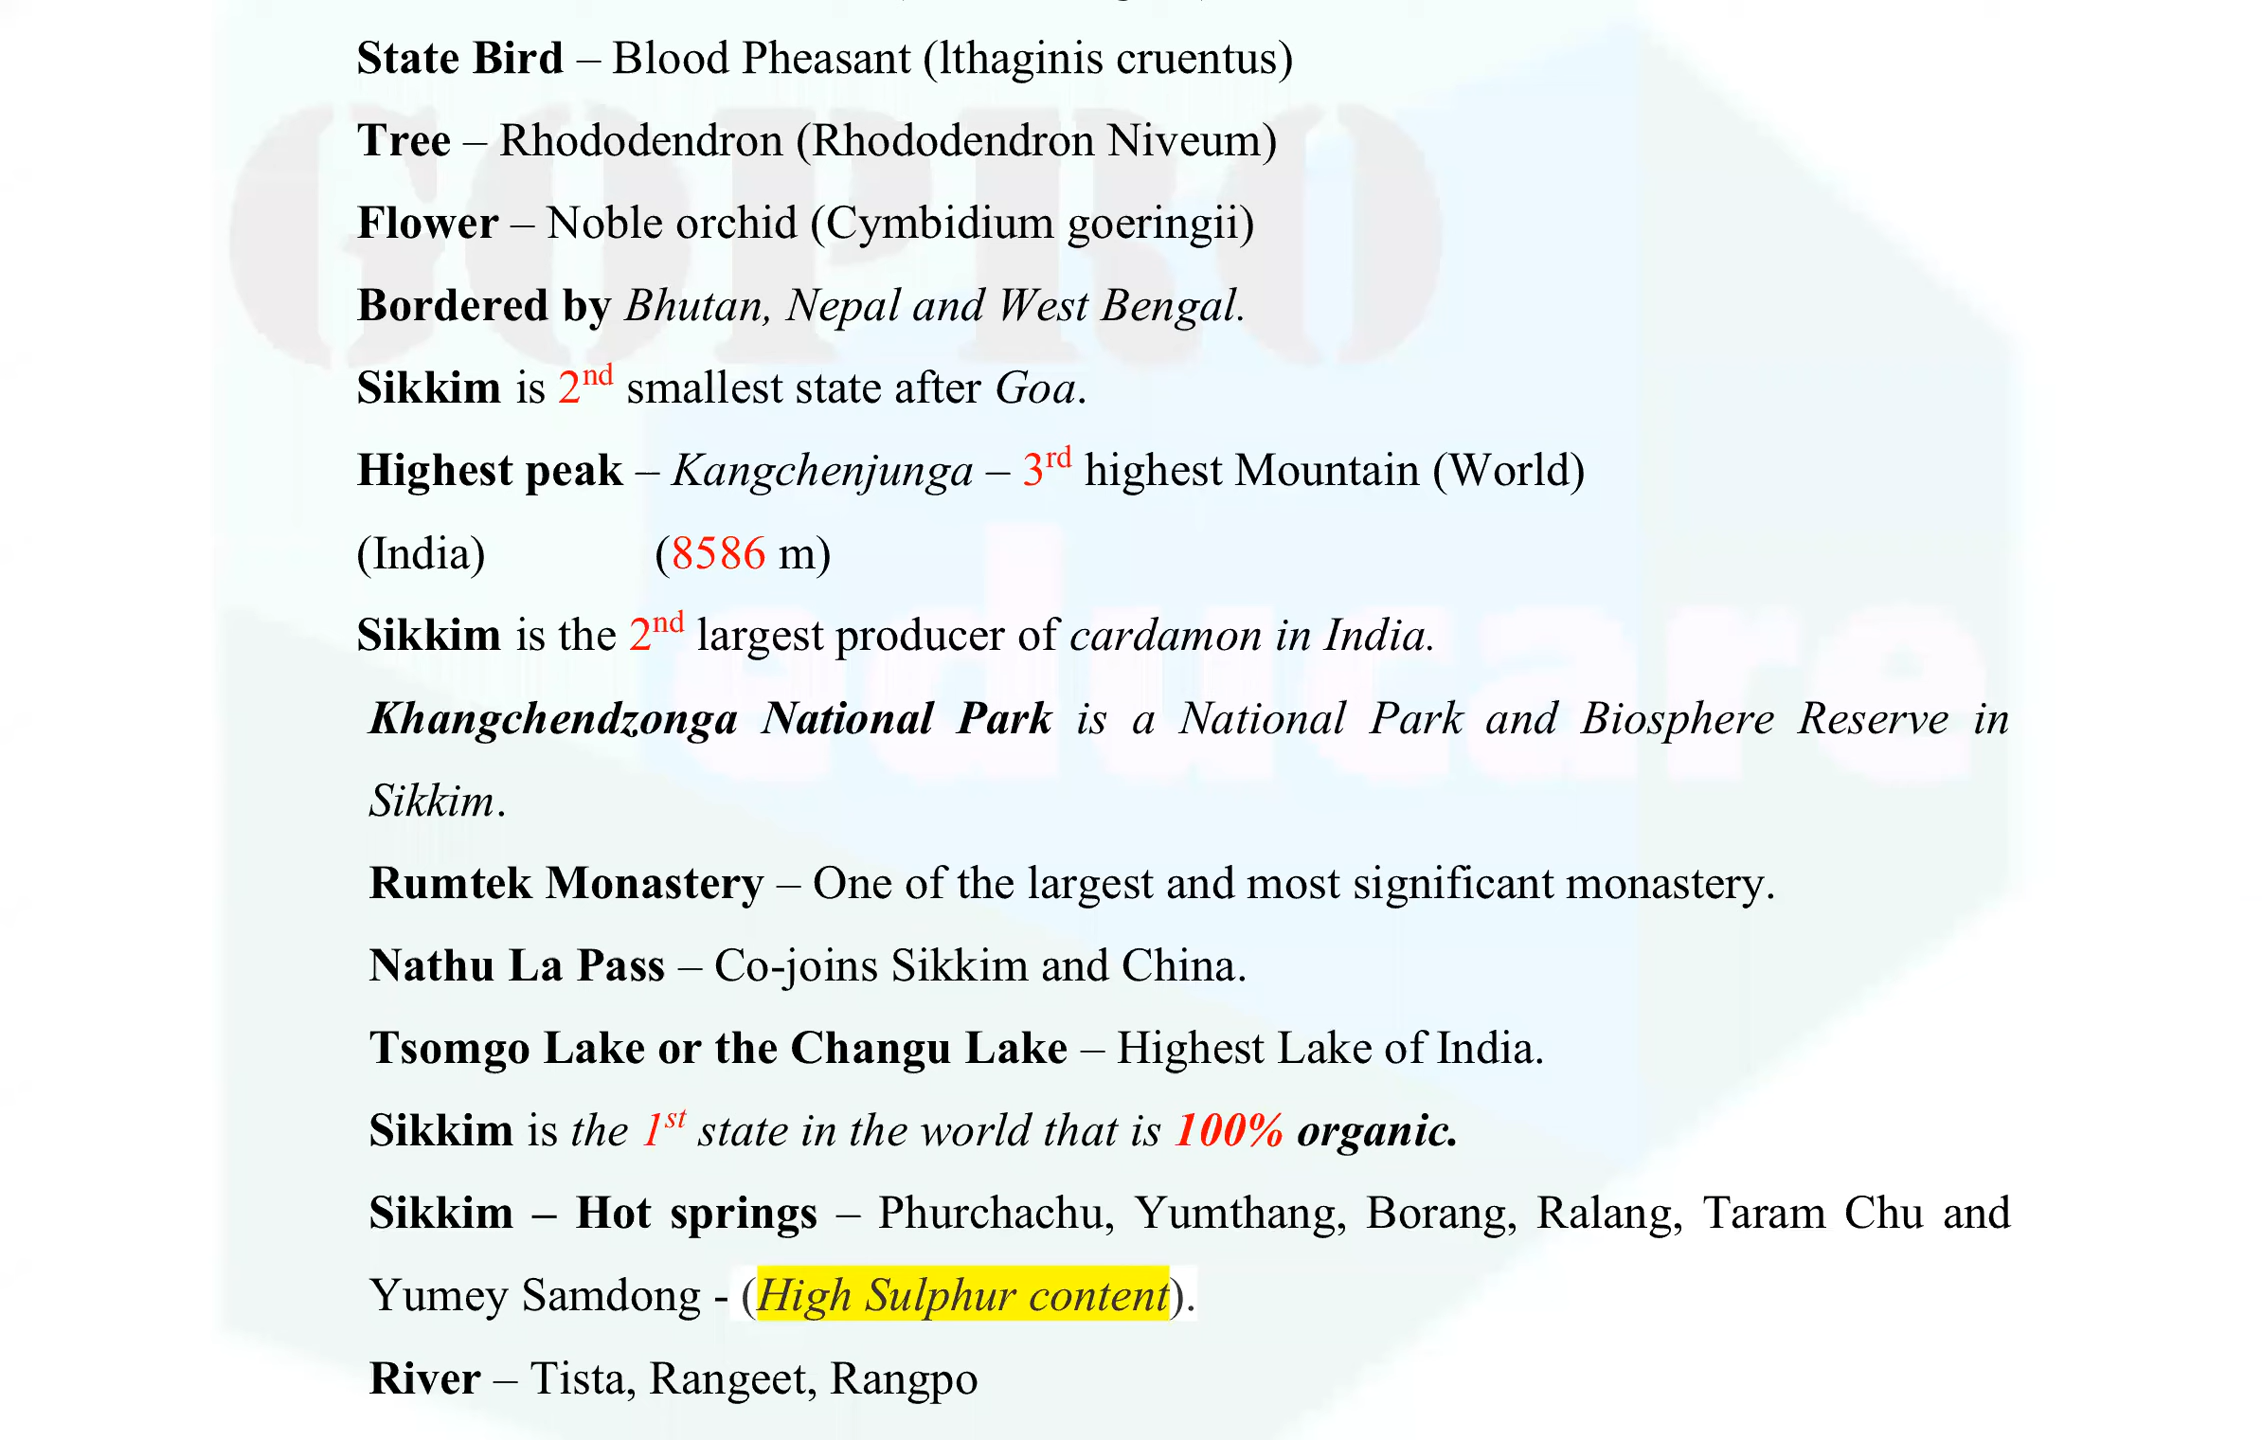 State Bird – Blood Pheasant (lthaginis cruentus)
Tree – Rhododendron (Rhododendron Niveum)
Flower – Noble orchid (Cymbidium goeringii)
Bordered by Bhutan, Nepal and West Bengal.
Sikkim is 2nd smallest state after Goa.
Highest peak – Kangchenjunga – 3rd highest Mountain (World)
(India) (8586 m)
Sikkim is the 2nd largest producer of cardamon in India.
Khangchendzonga National Park is a National Park and Biosphere Reserve in
Sikkim.
Rumtek Monastery – One of the largest and most significant monastery.
Nathu La Pass – Co-joins Sikkim and China.
Tsomgo Lake or the Changu Lake – Highest Lake of India.
Sikkim is the 1st state in the world that is 100% organic.
Sikkim – Hot springs – Phurchachu, Yumthang, Borang, Ralang, Taram Chu and
Yumey Samdong - (High Sulphur content).
River – Tista, Rangeet, Rangpo
GOPRO
educare